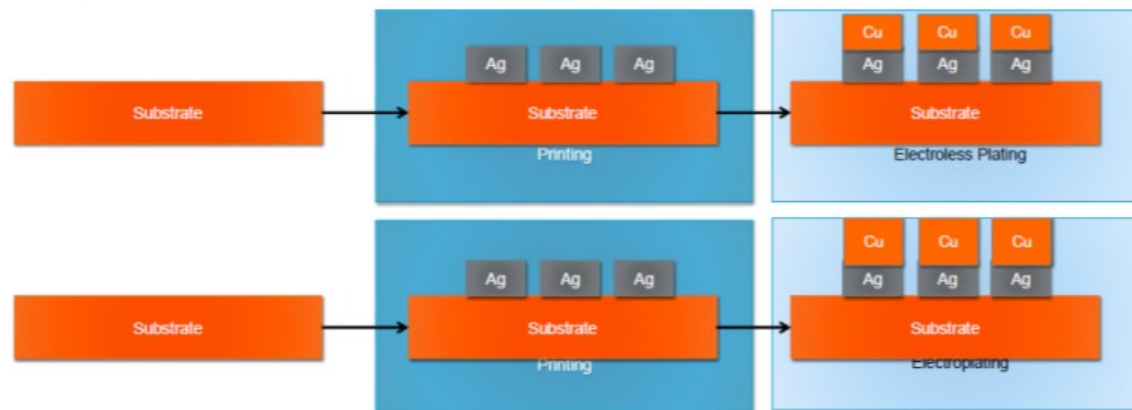 Cu Cu Cu
Ag Ag Ag Ag Ag Ag
Substrate Substrate Substrate
Printing Electroless Plating
Cu Cu Cu
Ag Ag Ag Ag Ag Ag
Substrate Substrate Substrate
Printing Electroplating